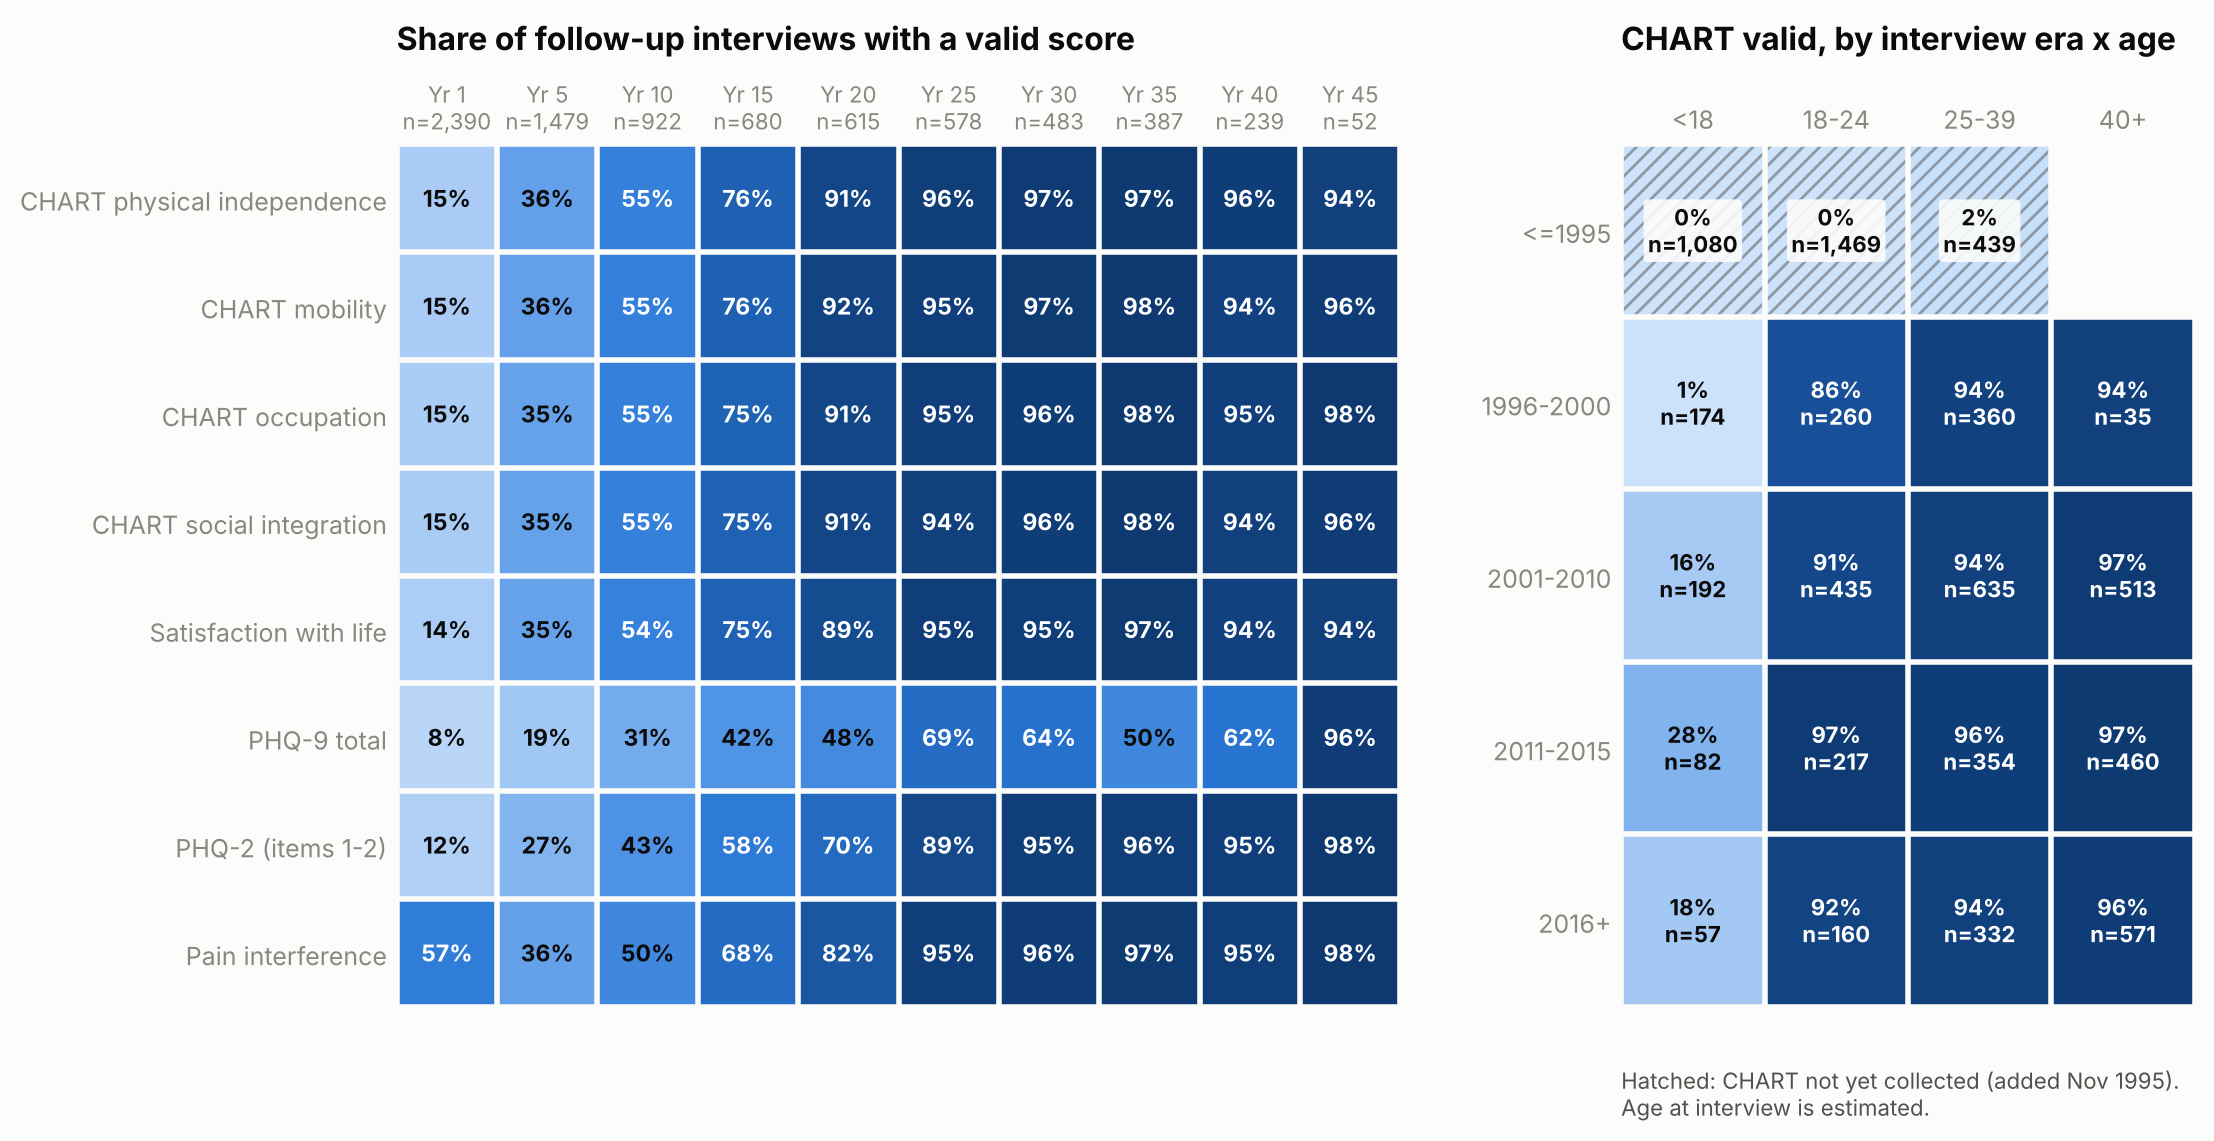 Share of follow-up interviews with a valid score
Yr 1 Yr 5 Yr 10 Yr 15 Yr 20 Yr 25 Yr 30 Yr 35 Yr 40 Yr 45
n=2,390 n=1,479 n=922 n=680 n=615 n=578 n=483 n=387 n=239 n=52
CHART physical independence 15% 36% 55% 76% 91% 96% 97% 97% 96% 94%
CHART mobility 15% 36% 55% 76% 92% 95% 97% 98% 94% 96%
CHART occupation 15% 35% 55% 75% 91% 95% 96% 98% 95% 98%
CHART social integration 15% 35% 55% 75% 91% 94% 96% 98% 94% 96%
Satisfaction with life 14% 35% 54% 75% 89% 95% 95% 97% 94% 94%
PHQ-9 total 8% 19% 31% 42% 48% 69% 64% 50% 62% 96%
PHQ-2 (items 1-2) 12% 27% 43% 58% 70% 89% 95% 96% 95% 98%
Pain interference 57% 36% 50% 68% 82% 95% 96% 97% 95% 98%
CHART valid, by interview era x age
<18 18-24 25-39 40+
<=1995
0% 0% 2%
n=1,080 n=1,469 n=439
1996-2000
1% 86% 94% 94%
n=174 n=260 n=360 n=35
2001-2010
16% 91% 94% 97%
n=192 n=435 n=635 n=513
2011-2015
28% 97% 96% 97%
n=82 n=217 n=354 n=460
2016+
18% 92% 94% 96%
n=57 n=160 n=332 n=571
Hatched: CHART not yet collected (added Nov 1995).
Age at interview is estimated.